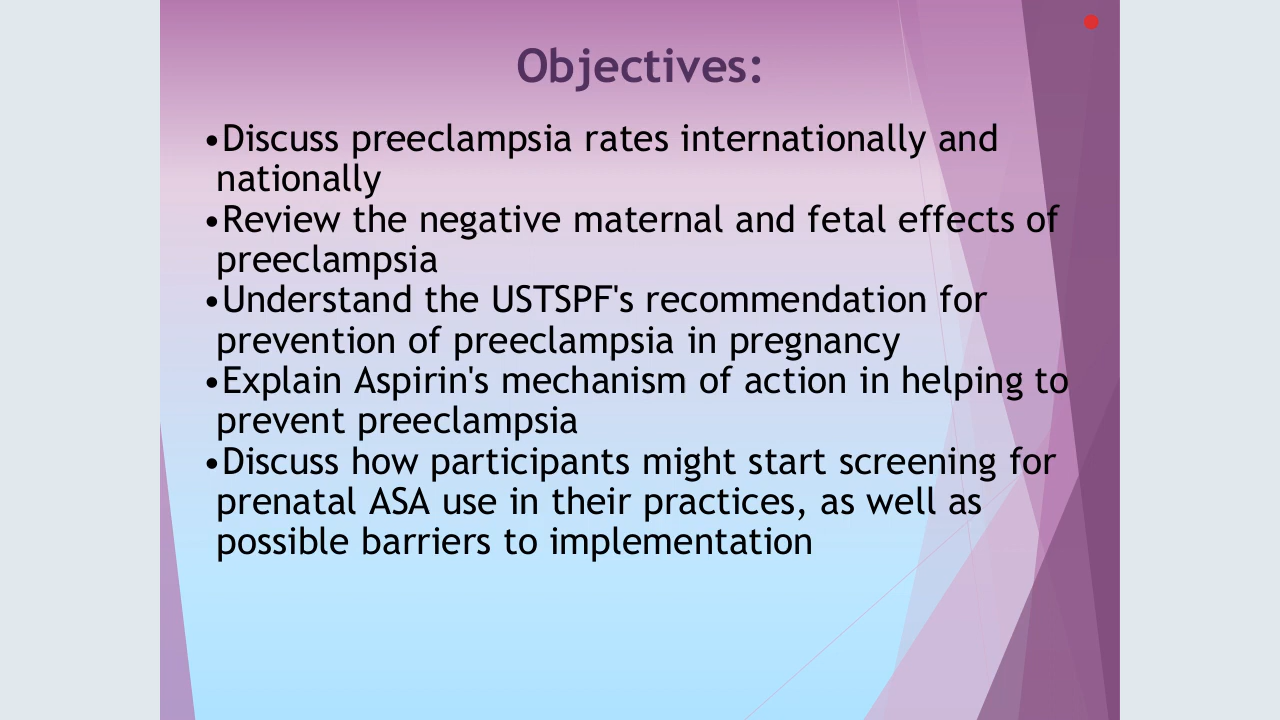 Objectives:
•Discuss preeclampsia rates internationally and
nationally
•Review the negative maternal and fetal effects of
preeclampsia
•Understand the USTSPF's recommendation for
prevention of preeclampsia in pregnancy
•Explain Aspirin's mechanism of action in helping to
prevent preeclampsia
•Discuss how participants might start screening for
prenatal ASA use in their practices, as well as
possible barriers to implementation